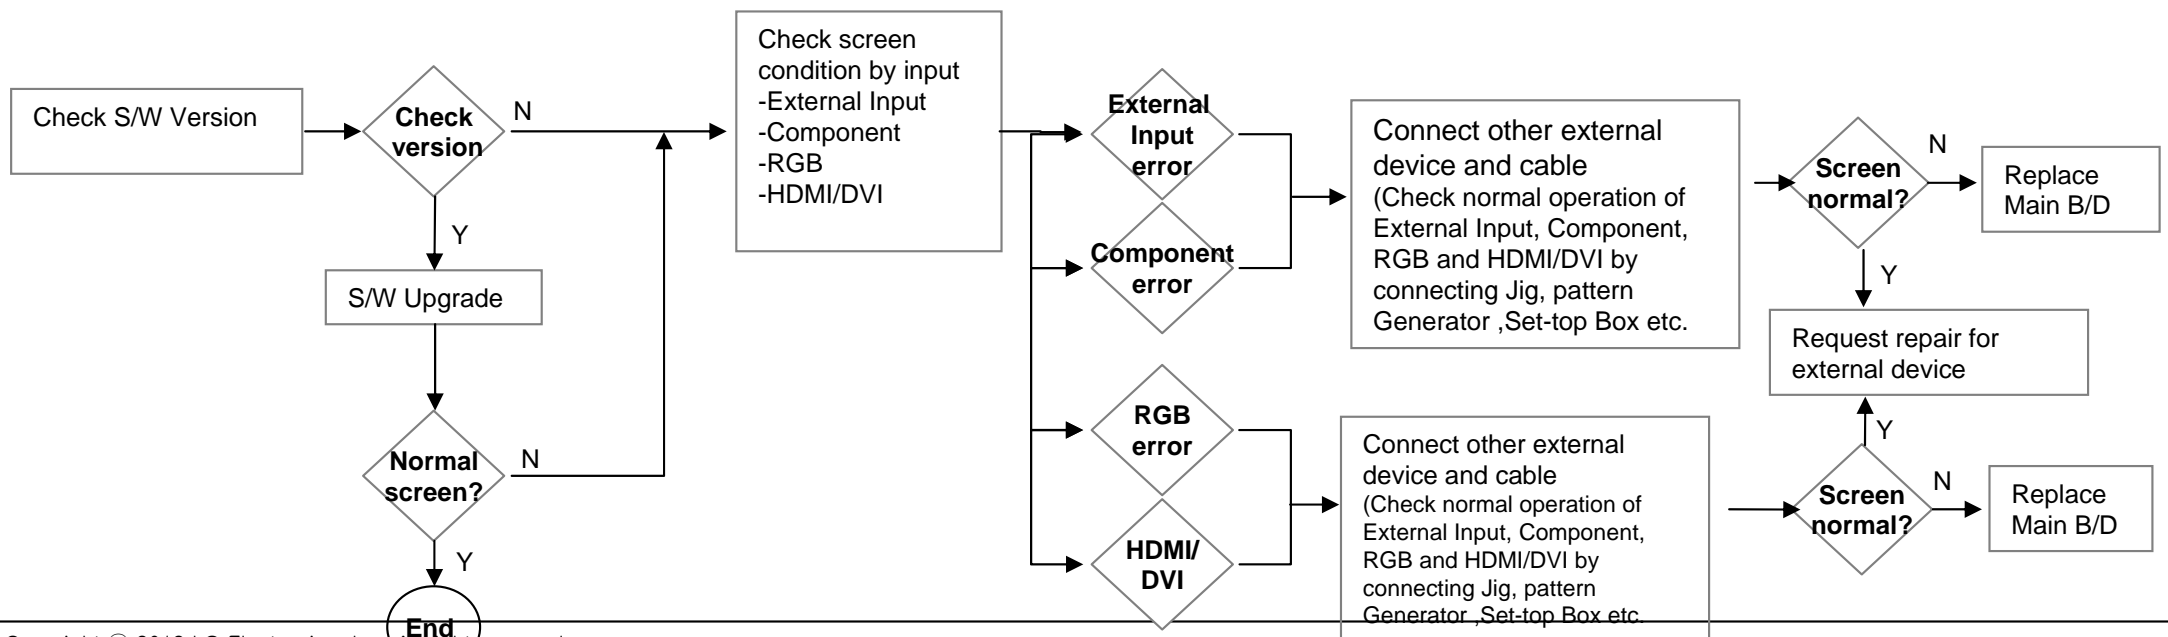 Check S/W Version
Check
version
N
Y
S/W Upgrade
Normal
screen?
N
Y
End
Check screen
condition by input
-External Input
-Component
-RGB
-HDMI/DVI
External
Input
error
Component
error
RGB
error
HDMI/
DVI
Connect other external
device and cable
(Check normal operation of
External Input, Component,
RGB and HDMI/DVI by
connecting Jig, pattern
Generator ,Set-top Box etc.
Connect other external
device and cable
(Check normal operation of
External Input, Component,
RGB and HDMI/DVI by
connecting Jig, pattern
Generator ,Set-top Box etc.
Screen
normal?
N
Replace
Main B/D
Y
Request repair for
external device
Y
Screen
normal?
N
Replace
Main B/D